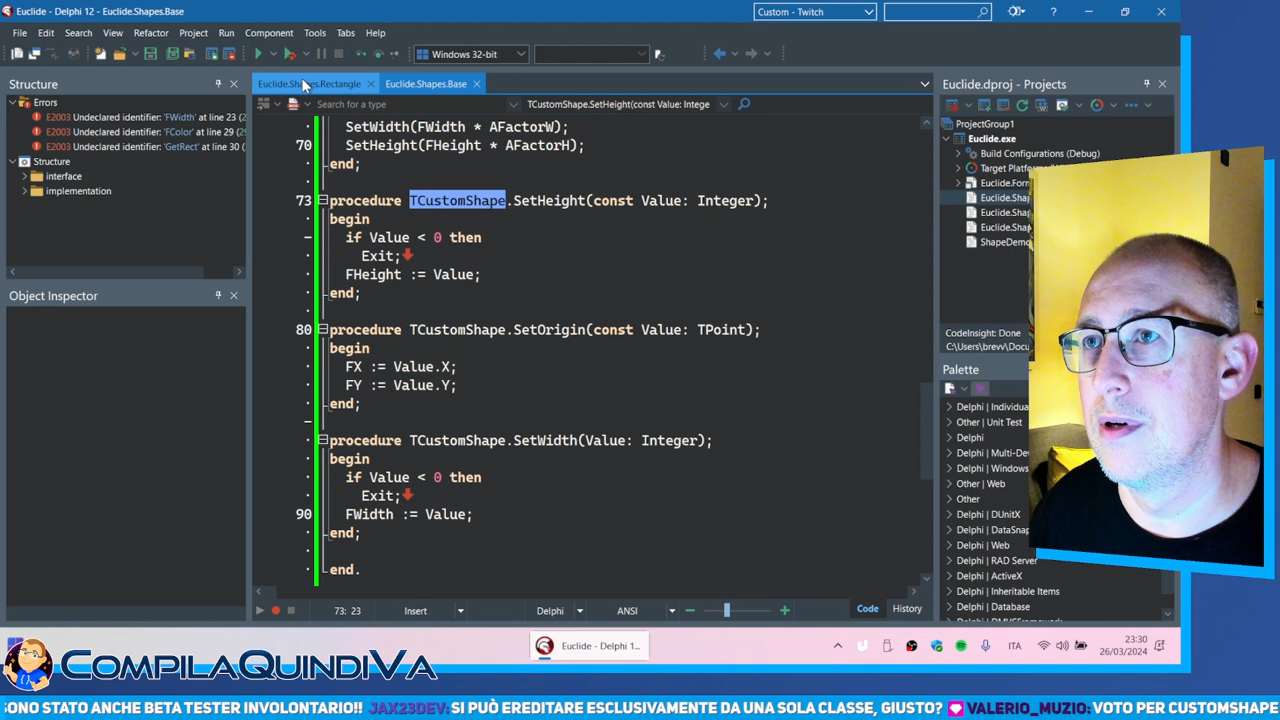 Euclide - Delphi 12 - Euclide.Shapes.Base
Custom - Twitch
File Edit Search View Refactor Project Run Component Tools Tabs Help
Windows 32-bit
Structure
Errors
E2003 Undeclared identifier: 'FWidth' at line 23 (2
E2003 Undeclared identifier: 'FColor' at line 29 (2
E2003 Undeclared identifier: 'GetRect' at line 30 (2
Structure
interface
implementation
Object Inspector
Euclide.Shapes.Rectangle Euclide.Shapes.Base
Search for a type TCustomShape.SetHeight(const Value: Intege
SetWidth(FWidth * AFactorW);
70 SetHeight(FHeight * AFactorH);
end;
73 procedure TCustomShape.SetHeight(const Value: Integer);
begin
if Value < 0 then
Exit;
FHeight := Value;
end;
80 procedure TCustomShape.SetOrigin(const Value: TPoint);
begin
FX := Value.X;
FY := Value.Y;
end;
procedure TCustomShape.SetWidth(Value: Integer);
begin
if Value < 0 then
Exit;
90 FWidth := Value;
end;
end.
73: 23 Insert Delphi ANSI Code History
Euclide.dproj - Projects
ProjectGroup1
Euclide.exe
Build Configurations (Debug)
Target Platforms
Euclide.Form
Euclide.Shap
Euclide.Shap
Euclide.Shap
ShapeDemo
CodeInsight: Done
C:\Users\brevv\Docu
Palette
Delphi | Individua
Other | Unit Test
Delphi
Delphi | Multi-Dev
Delphi | Windows
Other | Web
Other
Delphi | DUnitX
Delphi | DataSnap
Delphi | Web
Delphi | RAD Server
Delphi | ActiveX
Delphi | Inheritable Items
Delphi | Database
Euclide - Delphi 1...
ITA
23:30
26/03/2024
COMPILAQUINDIVA
SONO STATO ANCHE BETA TESTER INVOLONTARIO!! JAX23DEV: SI PUÒ EREDITARE ESCLUSIVAMENTE DA UNA SOLA CLASSE, GIUSTO? VALERIO_MUZIO: VOTO PER CUSTOMSHAPE